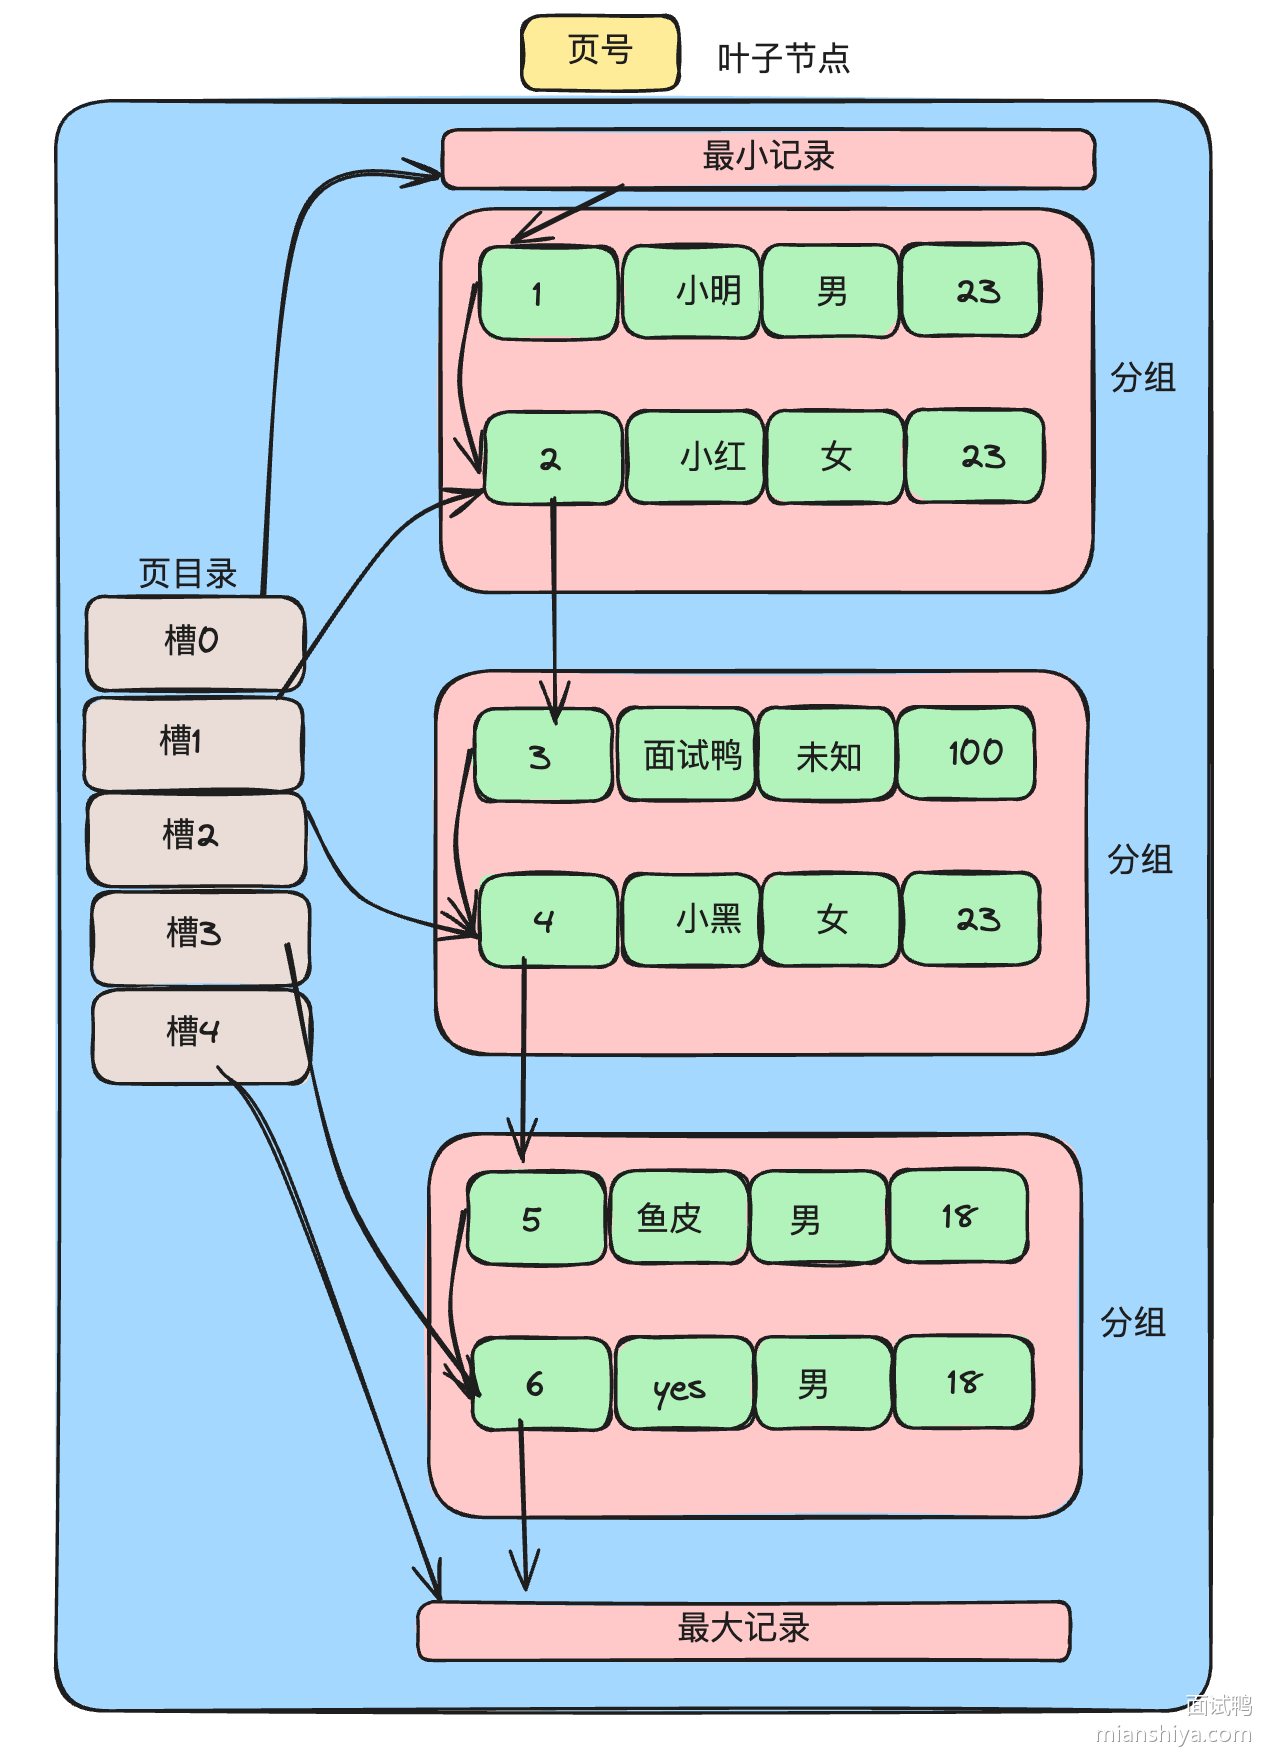 页号
叶子节点
最小记录
1 小明 男 23
分组
2 小红 女 23
页目录
槽0
槽1
槽2
槽3
槽4
3 面试鸭 未知 100
分组
4 小黑 女 23
5 鱼皮 男 18
分组
6 yes 男 18
最大记录
面试鸭
mianshiya.com